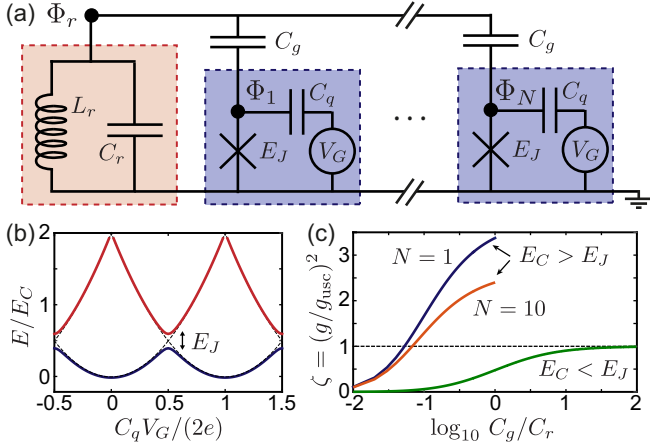 (a)
Φ_r
C_g
C_g
Φ_1
C_q
Φ_N
C_q
L_r
C_r
E_J
V_G
...
E_J
V_G
(b)
(c)
E/E_C
2
1
0
E_J
-0.5 0 0.5 1 1.5
C_qV_G/(2e)
ζ = (g/g_usc)^2
3
2
1
0
N = 1
E_C > E_J
N = 10
E_C < E_J
-2 -1 0 1 2
log_10 C_g/C_r